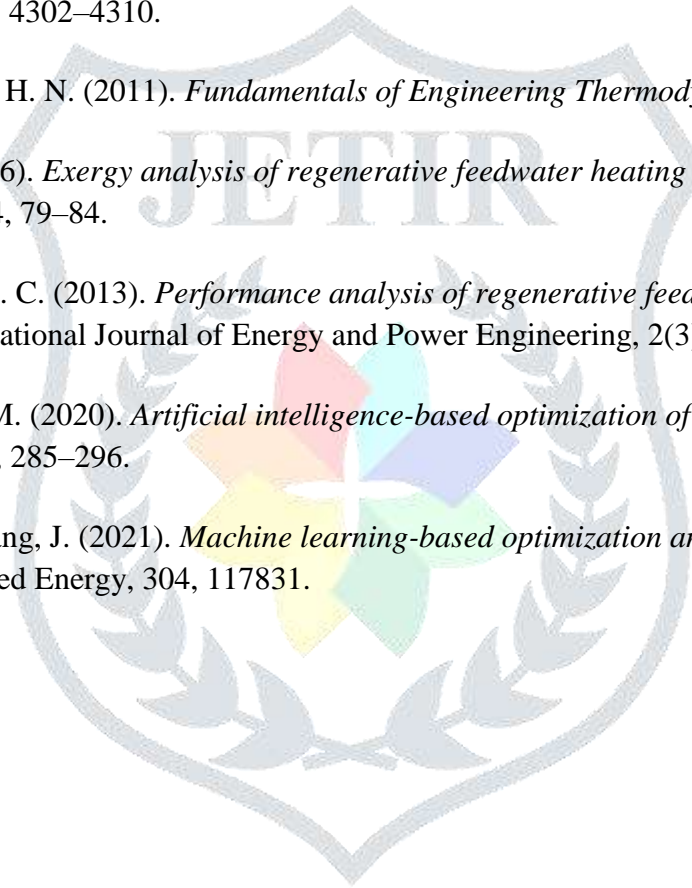 4302–4310.
H. N. (2011). Fundamentals of Engineering Thermody
6). Exergy analysis of regenerative feedwater heating
, 79–84.
. C. (2013). Performance analysis of regenerative feed
ational Journal of Energy and Power Engineering, 2(3)
M. (2020). Artificial intelligence-based optimization of
, 285–296.
ang, J. (2021). Machine learning-based optimization an
ed Energy, 304, 117831.
JETIR